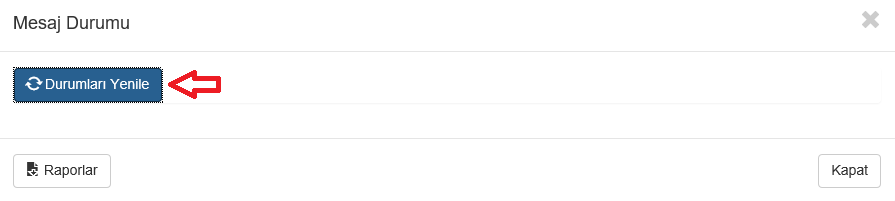 Mesaj Durumu
Durumları Yenile
Raporlar
Kapat